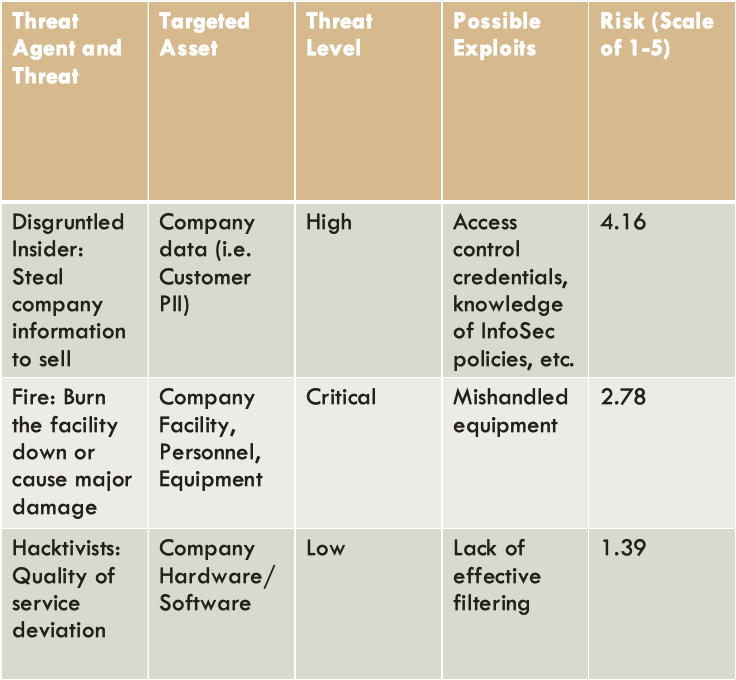 Threat
Agent and
Threat
Targeted
Asset
Threat
Level
Possible
Exploits
Risk (Scale
of 1-5)
Disgruntled
Insider:
Steal
company
information
to sell
Company
data (i.e.
Customer
PII)
High
Access
control
credentials,
knowledge
of InfoSec
policies, etc.
4.16
Fire: Burn
the facility
down or
cause major
damage
Company
Facility,
Personnel,
Equipment
Critical
Mishandled
equipment
2.78
Hacktivists:
Quality of
service
deviation
Company
Hardware/
Software
Low
Lack of
effective
filtering
1.39